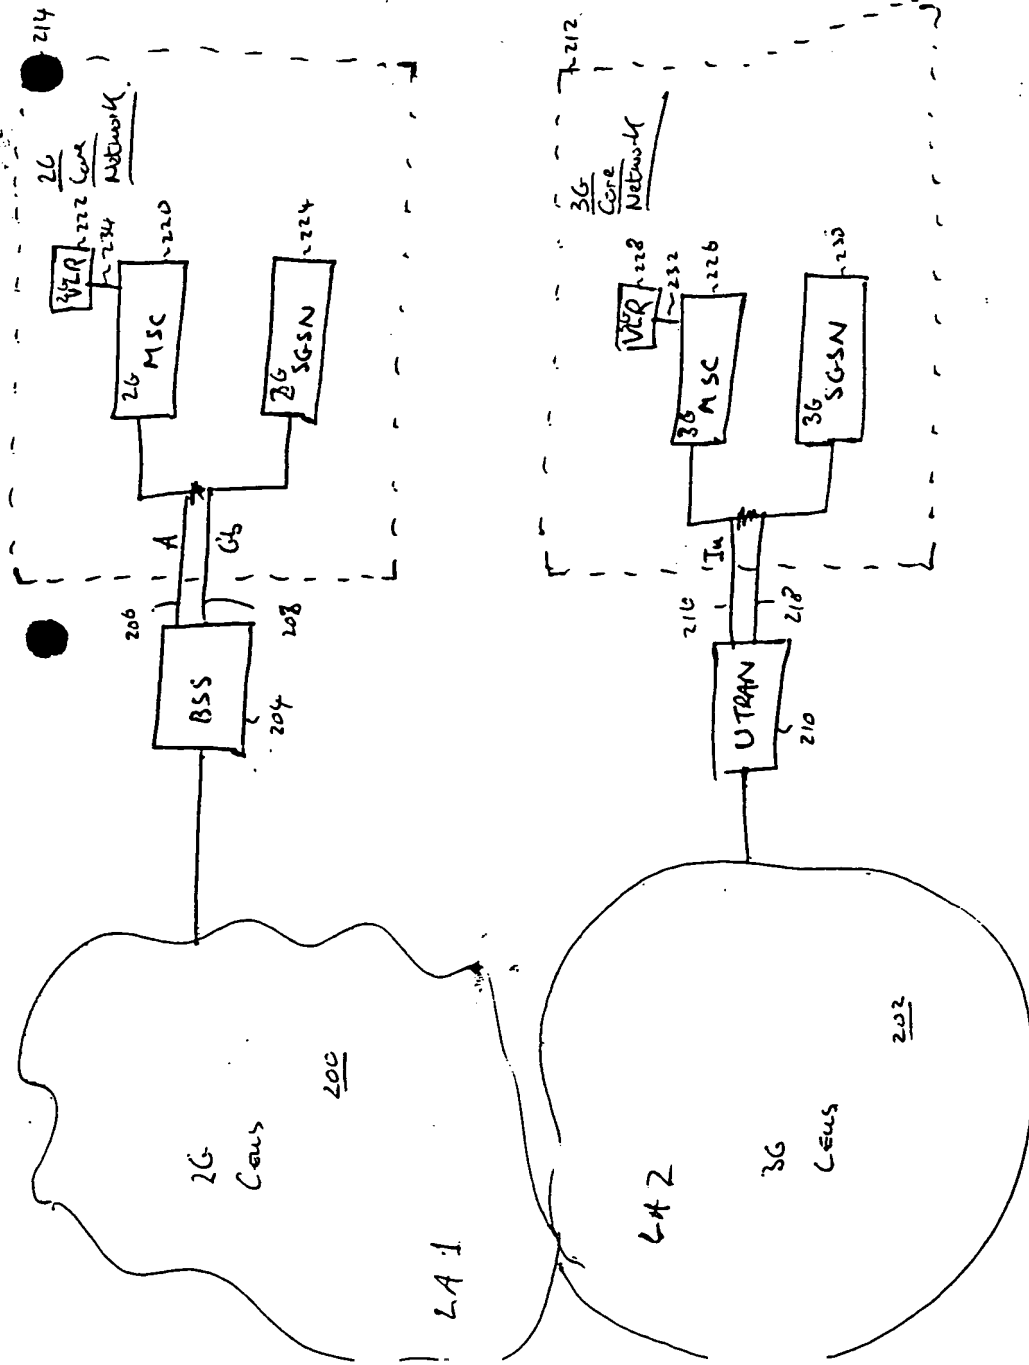 214
2G
Core
Network
VLR
222
234
2G
MSC
220
SGSN
224
A
Gb
206
208
BSS
204
2G
Cells
200
LA 1
212
3G
Core
Network
VLR
228
232
3G
MSC
226
3G
SGSN
230
Iu
216
218
UTRAN
210
LA 2
3G
Cells
202